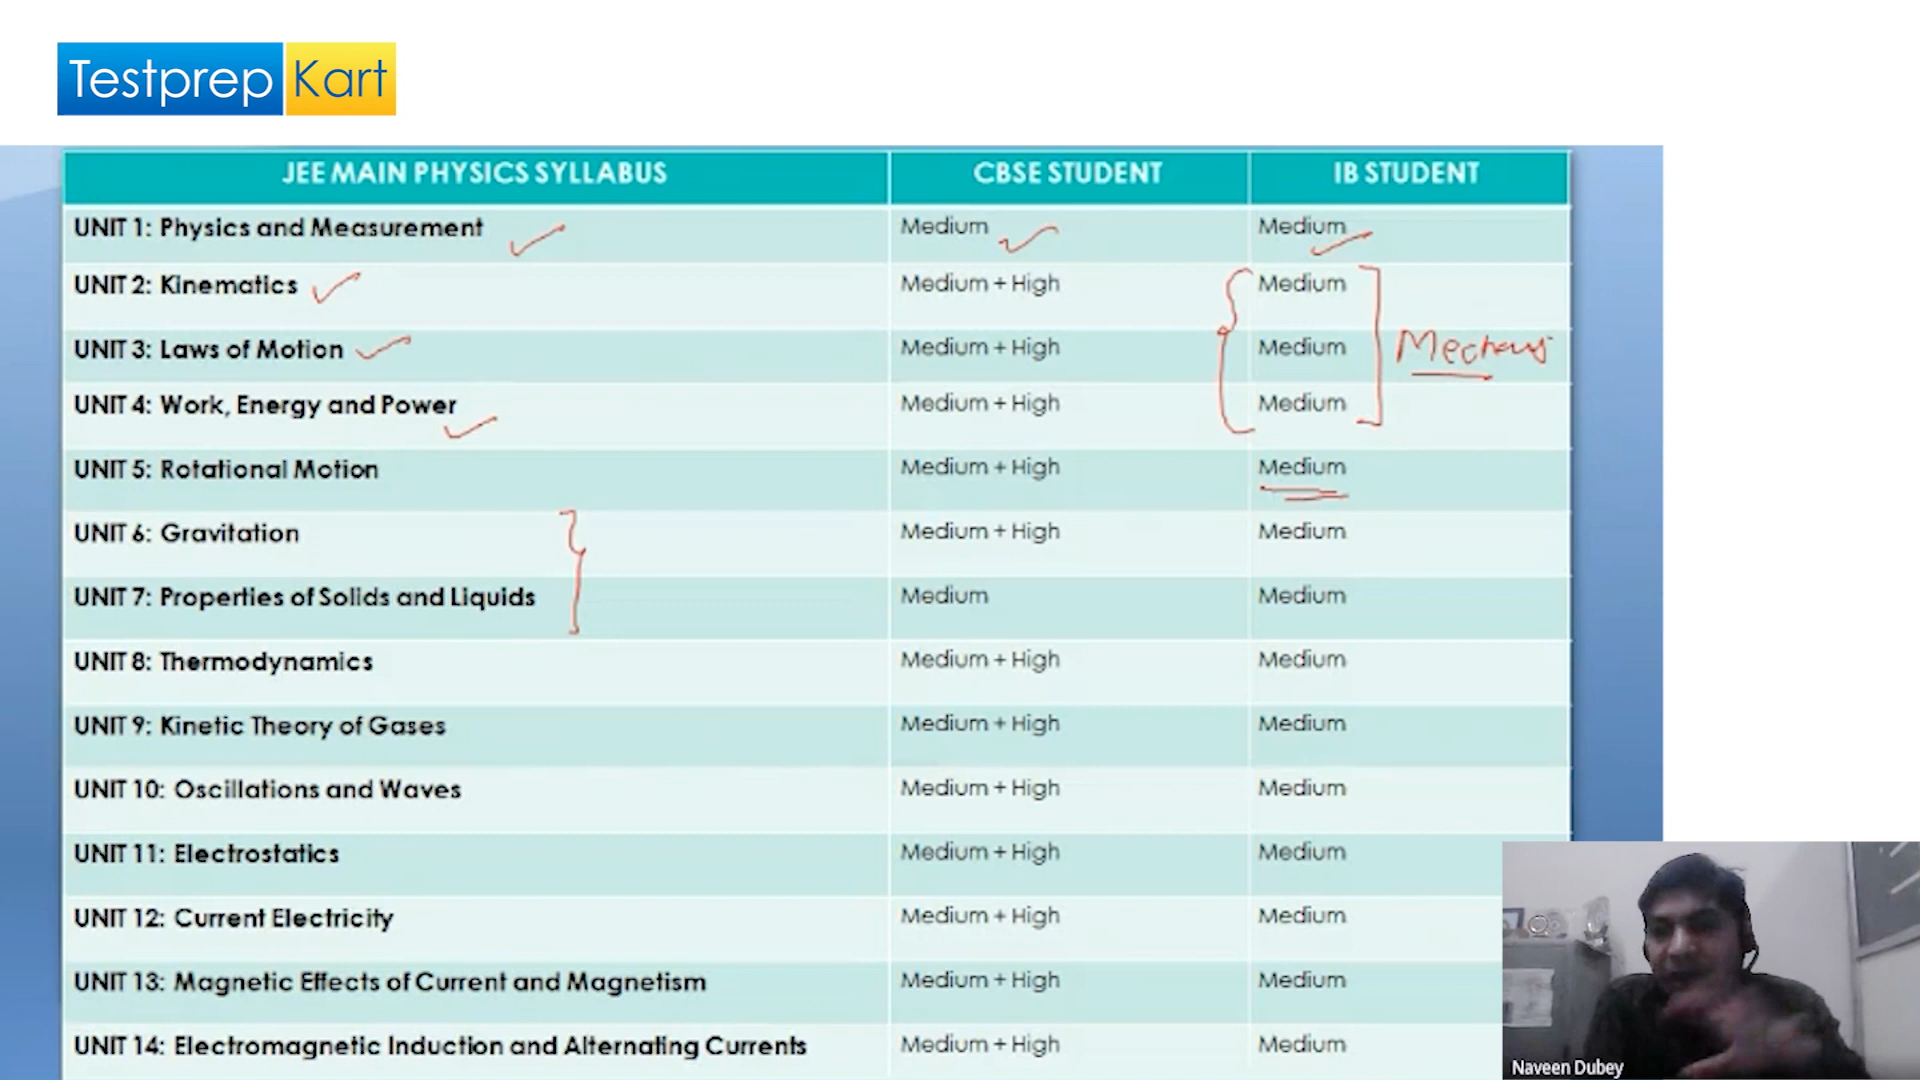 Testprep Kart
JEE MAIN PHYSICS SYLLABUS CBSE STUDENT IB STUDENT
UNIT 1: Physics and Measurement Medium Medium
UNIT 2: Kinematics Medium + High Medium
UNIT 3: Laws of Motion Medium + High Medium
UNIT 4: Work, Energy and Power Medium + High Medium
UNIT 5: Rotational Motion Medium + High Medium
UNIT 6: Gravitation Medium + High Medium
UNIT 7: Properties of Solids and Liquids Medium Medium
UNIT 8: Thermodynamics Medium + High Medium
UNIT 9: Kinetic Theory of Gases Medium + High Medium
UNIT 10: Oscillations and Waves Medium + High Medium
UNIT 11: Electrostatics Medium + High Medium
UNIT 12: Current Electricity Medium + High Medium
UNIT 13: Magnetic Effects of Current and Magnetism Medium + High Medium
UNIT 14: Electromagnetic Induction and Alternating Currents Medium + High Medium
Naveen Dubey